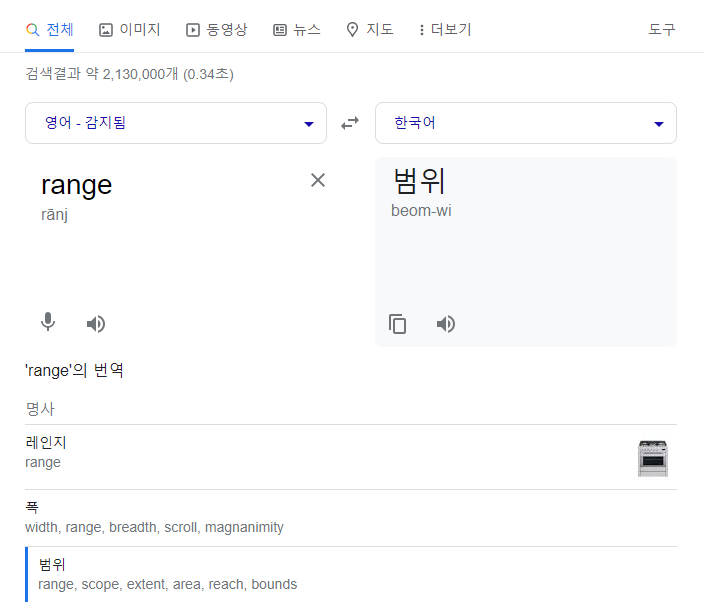 전체 이미지 동영상 뉴스 지도 더보기 도구
검색결과 약 2,130,000개 (0.34초)
영어 - 감지됨 한국어
range
rānj
범위
beom-wi
'range'의 번역
명사
레인지
range
폭
width, range, breadth, scroll, magnanimity
범위
range, scope, extent, area, reach, bounds